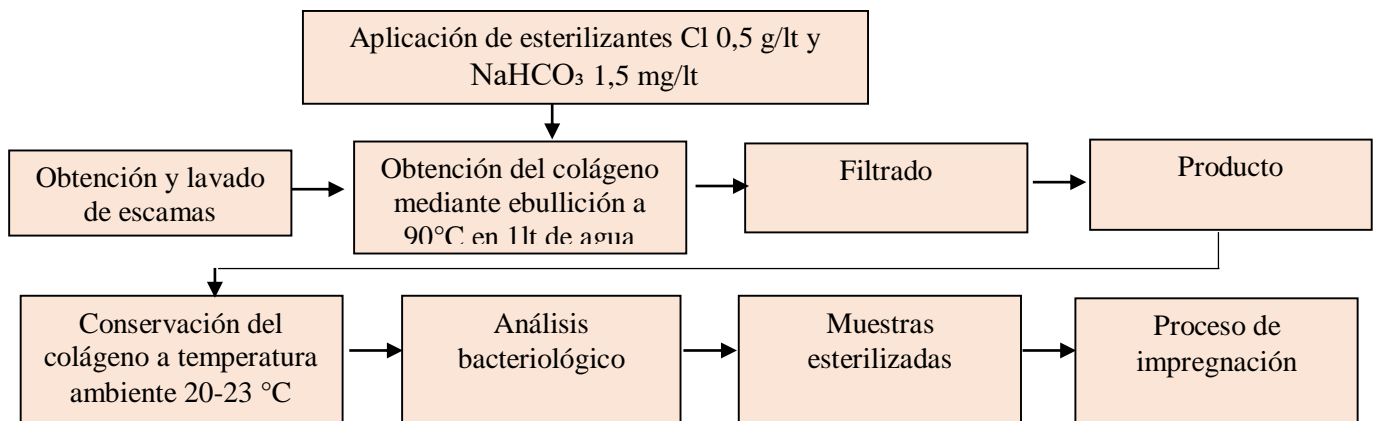 Aplicación de esterilizantes Cl 0,5 g/lt y
NaHCO₃ 1,5 mg/lt
Obtención y lavado
de escamas
Obtención del colágeno
mediante ebullición a
90°C en 1lt de agua
Filtrado
Producto
Conservación del
colágeno a temperatura
ambiente 20-23 °C
Análisis
bacteriológico
Muestras
esterilizadas
Proceso de
impregnación